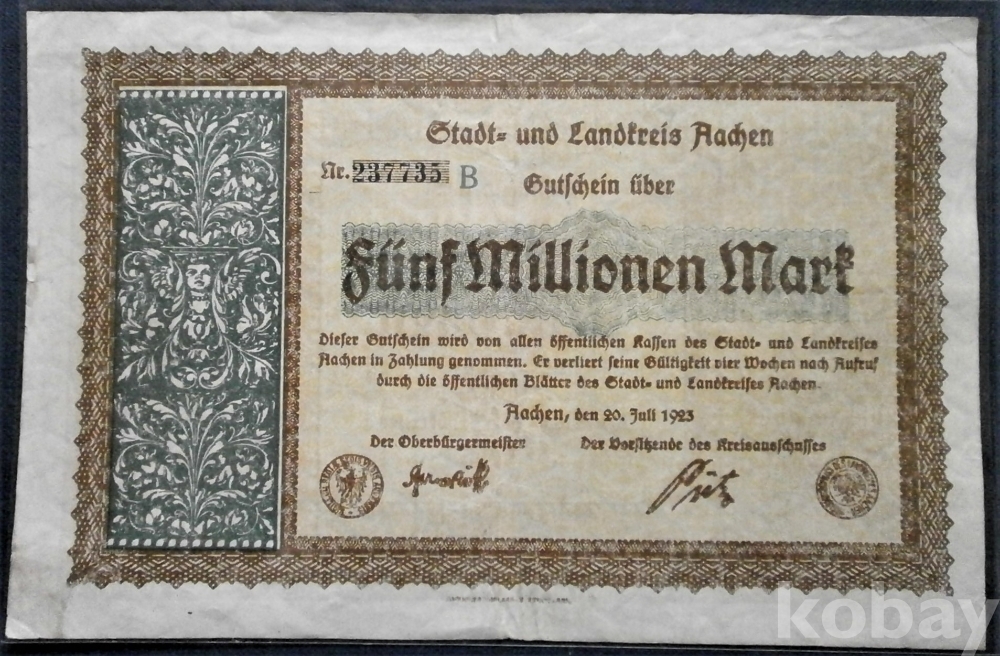 Stadt= und Landkreis Aachen
Nr. 237735 B
Gutschein über
Fünf Millionen Mark
Dieser Gutschein wird von allen öffentlichen Kassen des Stadt= und Landkreises
Aachen in Zahlung genommen. Er verliert seine Gültigkeit vier Wochen nach Aufruf
durch die öffentlichen Blätter des Stadt= und Landkreises Aachen.
Aachen, den 20. Juli 1923
Der Oberbürgermeister
Der Vorsitzende des Kreisausschusses
kobay